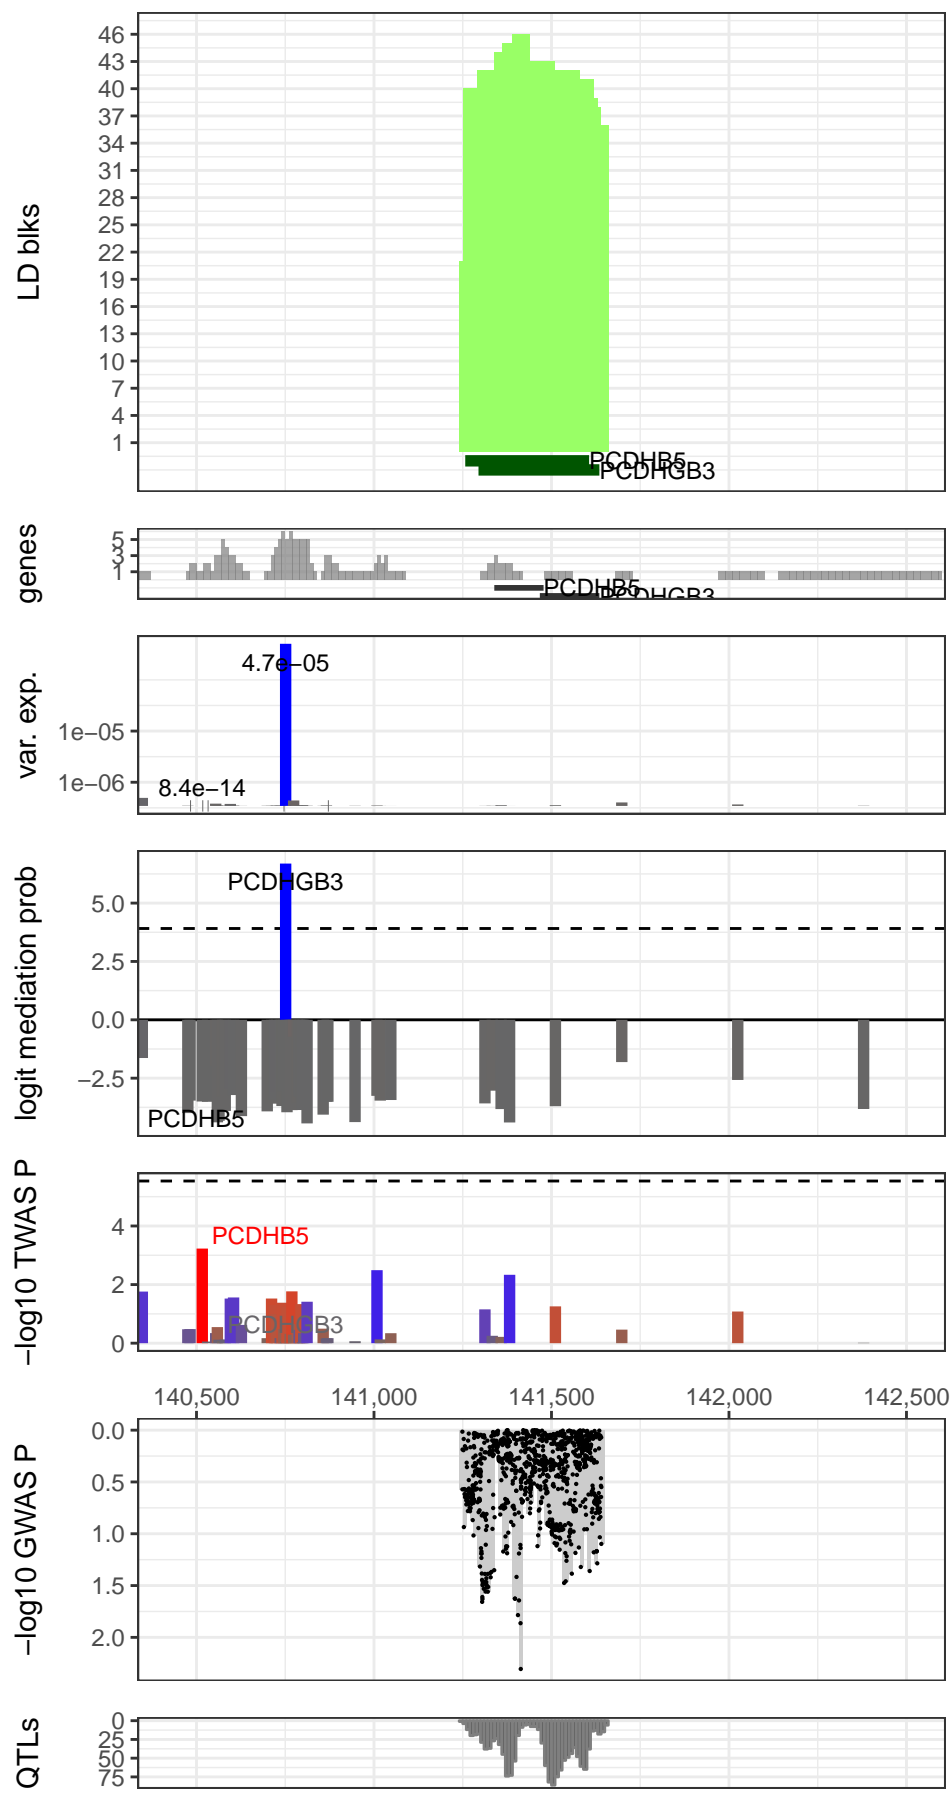 LD blks
46
43
40
37
34
31
28
25
22
19
16
13
10
7
4
1
PCDHB5
PCDHGB3
genes
5
3
1
PCDHB5
PCDHGB3
var. exp.
1e−05
1e−06
4.7e−05
8.4e−14
logit mediation prob
5.0
2.5
0.0
−2.5
PCDHGB3
PCDHB5
−log10 TWAS P
4
2
0
PCDHB5
PCDHGB3
140,500 141,000 141,500 142,000 142,500
−log10 GWAS P
0.0
0.5
1.0
1.5
2.0
QTLs
0
25
50
75